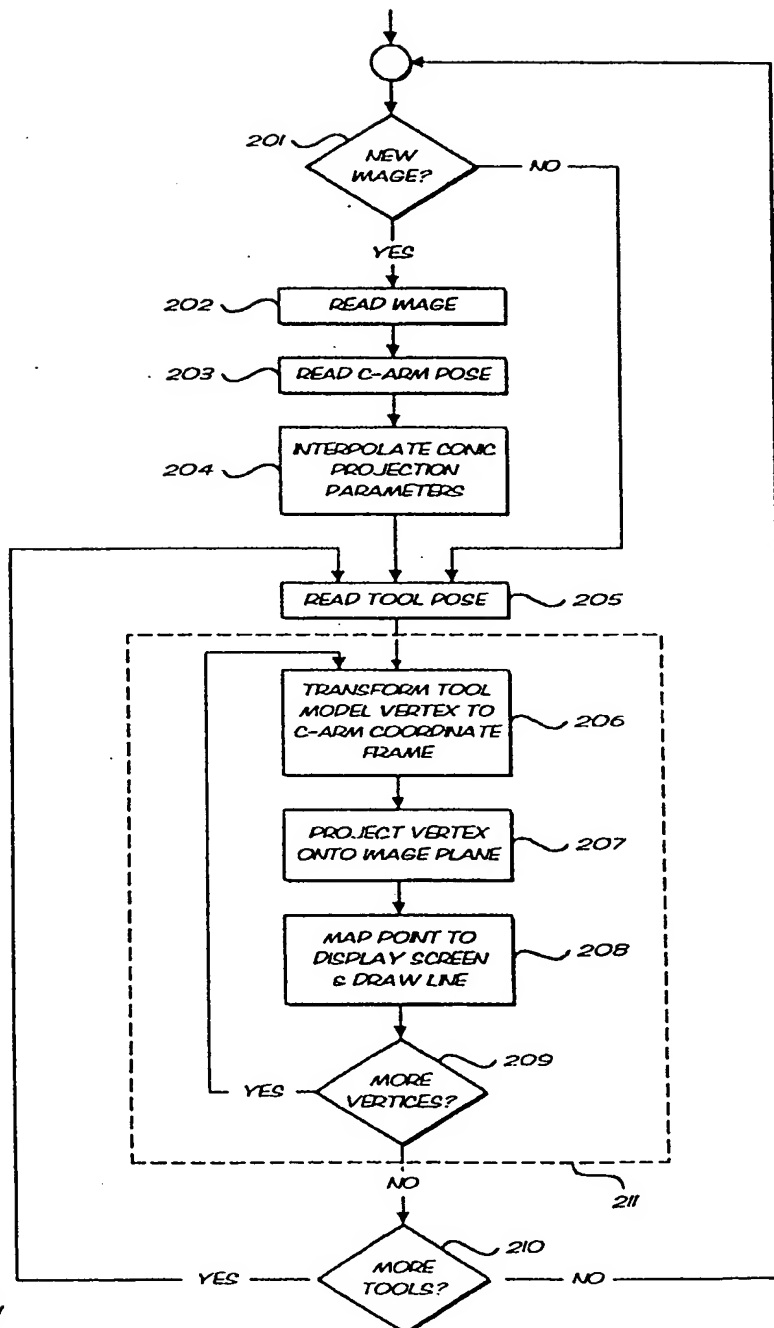 201
NEW
IMAGE?
NO
YES
202
READ IMAGE
203
READ C-ARM POSE
204
INTERPOLATE CONIC
PROJECTION
PARAMETERS
READ TOOL POSE
205
TRANSFORM TOOL
MODEL VERTEX TO
C-ARM COORDINATE
FRAME
206
PROJECT VERTEX
ONTO IMAGE PLANE
207
MAP POINT TO
DISPLAY SCREEN
& DRAW LINE
208
209
YES
MORE
VERTICES?
NO
211
210
YES
MORE
TOOLS?
NO